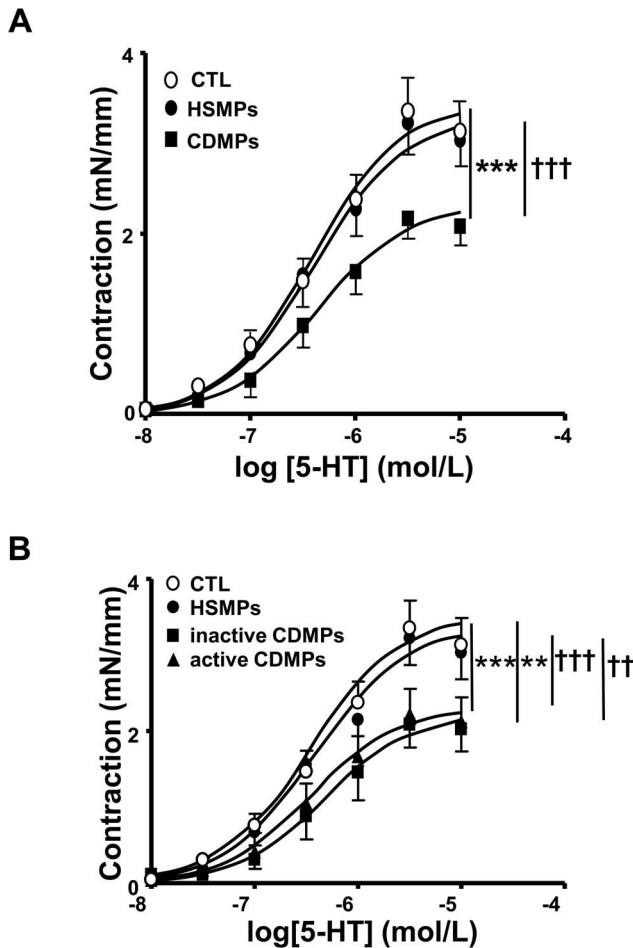 A
4
CTL
HSMPs
CDMPs
*** †††
Contraction (mN/mm)
2
0
-8 -7 -6 -5 -4
log [5-HT] (mol/L)
B
4
CTL
HSMPs
inactive CDMPs
active CDMPs
*** ** ††† ††
Contraction (mN/mm)
2
0
-8 -7 -6 -5 -4
log[5-HT] (mol/L)